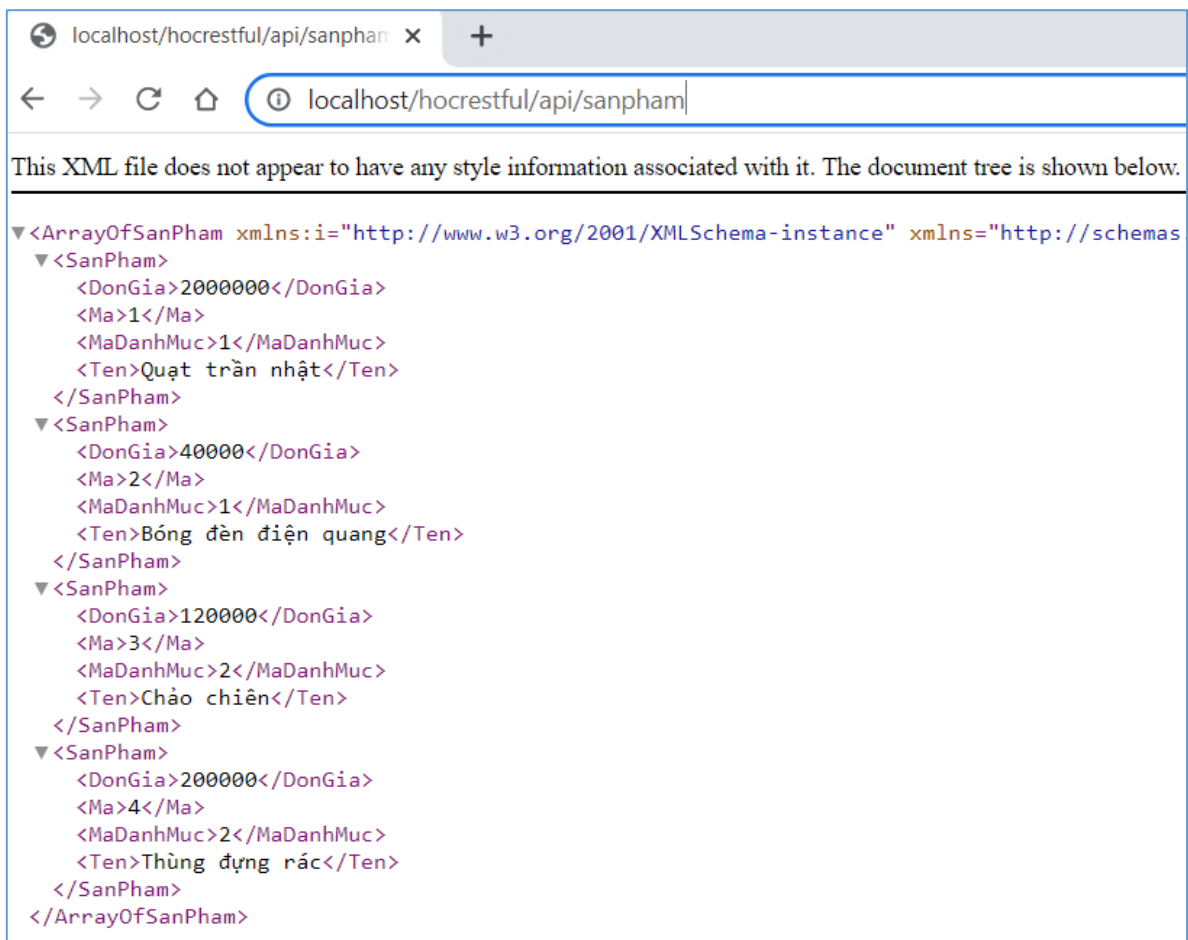 localhost/hocrestful/api/sanpham
localhost/hocrestful/api/sanpham
This XML file does not appear to have any style information associated with it. The document tree is shown below.
▼<ArrayOfSanPham xmlns:i="http://www.w3.org/2001/XMLSchema-instance" xmlns="http://schemas.
▼<SanPham>
<DonGia>2000000</DonGia>
<Ma>1</Ma>
<MaDanhMuc>1</MaDanhMuc>
<Ten>Quạt trần nhật</Ten>
</SanPham>
▼<SanPham>
<DonGia>40000</DonGia>
<Ma>2</Ma>
<MaDanhMuc>1</MaDanhMuc>
<Ten>Bóng đèn điện quang</Ten>
</SanPham>
▼<SanPham>
<DonGia>120000</DonGia>
<Ma>3</Ma>
<MaDanhMuc>2</MaDanhMuc>
<Ten>Chảo chiên</Ten>
</SanPham>
▼<SanPham>
<DonGia>200000</DonGia>
<Ma>4</Ma>
<MaDanhMuc>2</MaDanhMuc>
<Ten>Thùng đựng rác</Ten>
</SanPham>
</ArrayOfSanPham>